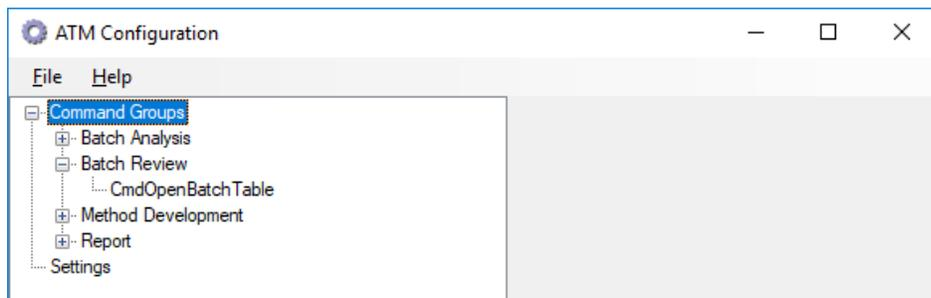 ATM Configuration
File Help
Command Groups
Batch Analysis
Batch Review
CmdOpenBatchTable
Method Development
Report
Settings